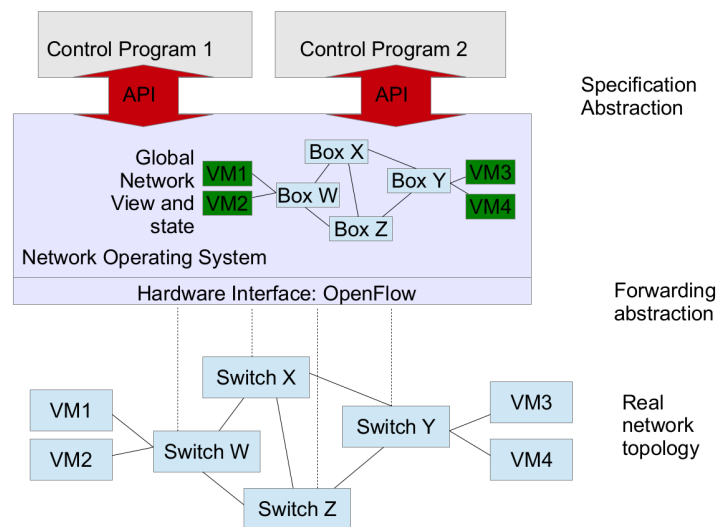 Control Program 1
Control Program 2
API
API
Specification
Abstraction
Global
Network
View and
state
VM1
VM2
Box X
Box W
Box Y
Box Z
VM3
VM4
Network Operating System
Hardware Interface: OpenFlow
Forwarding
abstraction
Switch X
VM1
VM2
Switch W
Switch Y
Switch Z
VM3
VM4
Real
network
topology